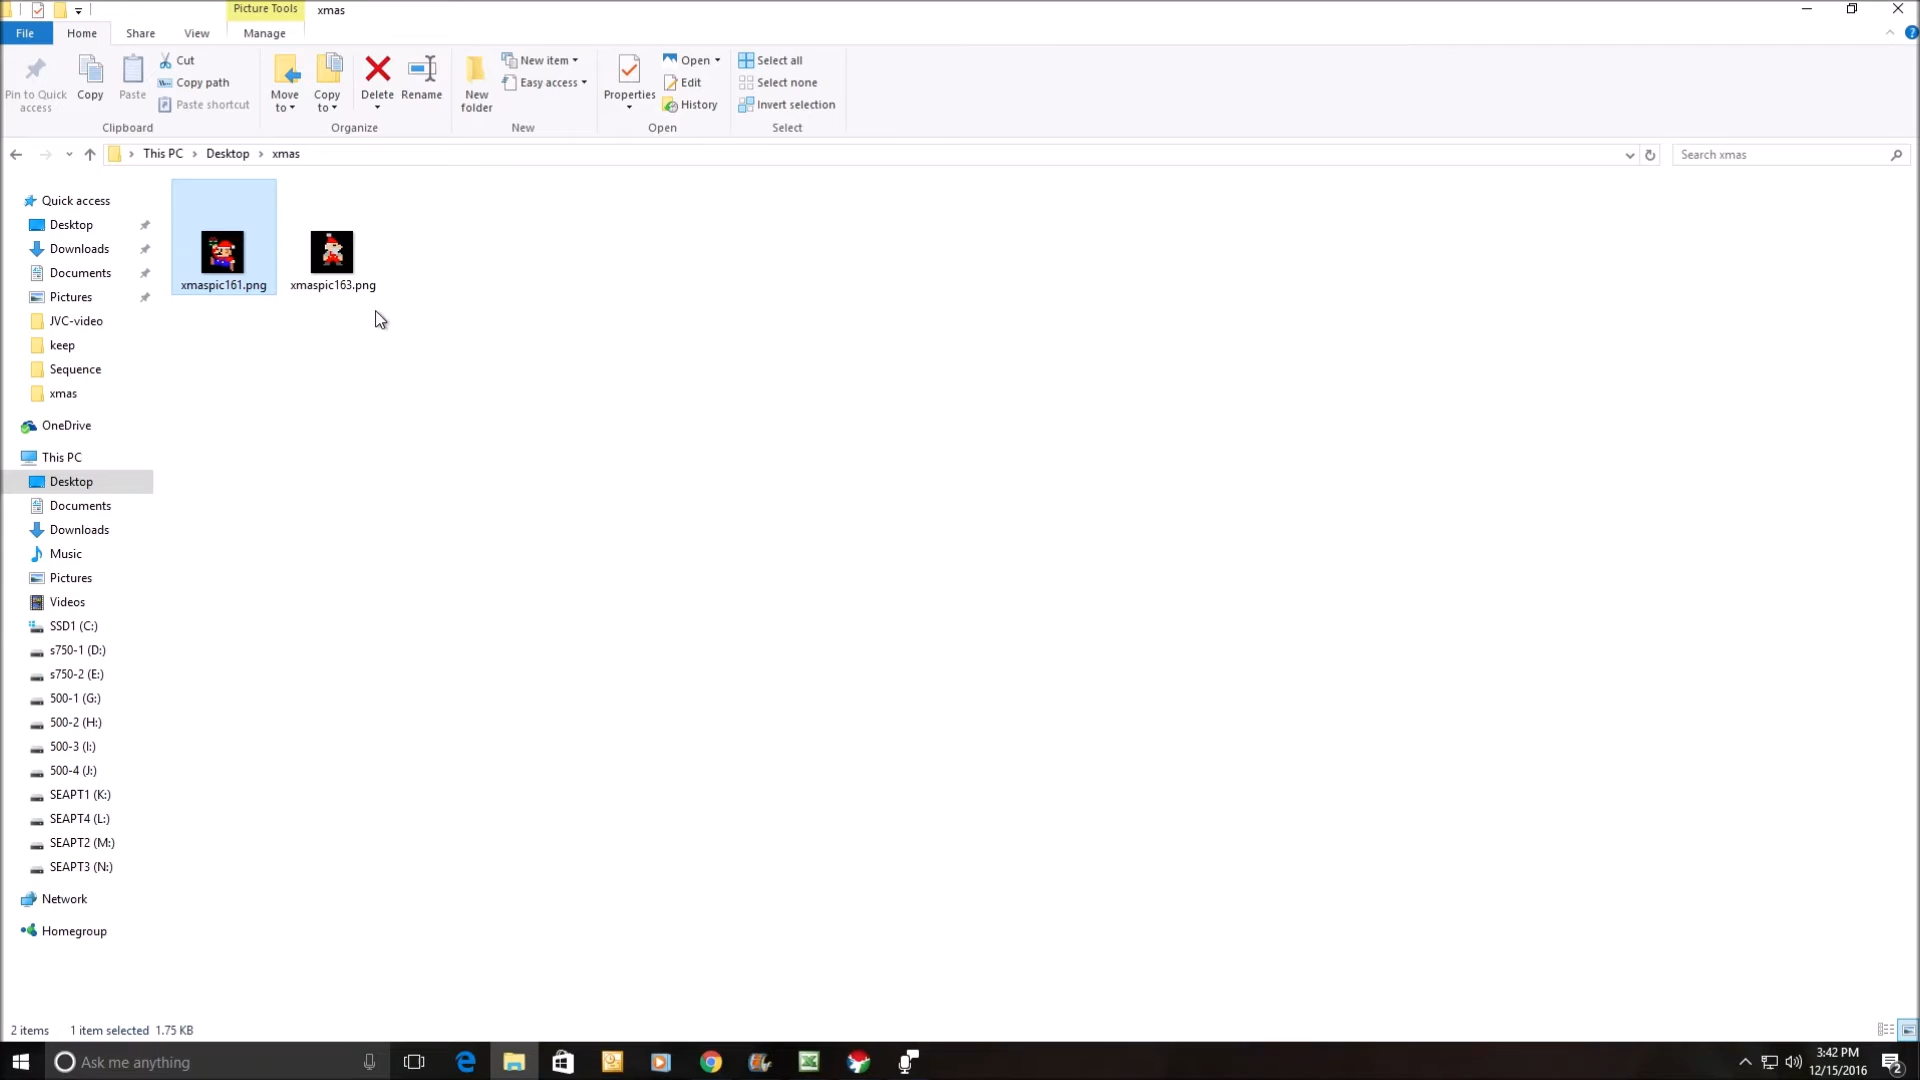 Picture Tools
xmas
File
Home
Share
View
Manage
Pin to Quick access
Copy
Paste
Cut
Copy path
Paste shortcut
Clipboard
Move to
Copy to
Delete
Rename
Organize
New folder
New item
Easy access
New
Properties
Open
Edit
History
Open
Select all
Select none
Invert selection
Select
This PC
Desktop
xmas
Search xmas
Quick access
Desktop
Downloads
Documents
Pictures
JVC-video
keep
Sequence
xmas
OneDrive
This PC
Desktop
Documents
Downloads
Music
Pictures
Videos
SSD1 (C:)
s750-1 (D:)
s750-2 (E:)
500-1 (G:)
500-2 (H:)
500-3 (I:)
500-4 (J:)
SEAPT1 (K:)
SEAPT4 (L:)
SEAPT2 (M:)
SEAPT3 (N:)
Network
Homegroup
xmaspic161.png
xmaspic163.png
2 items
1 item selected 1.75 KB
Ask me anything
3:42 PM
12/15/2016
2